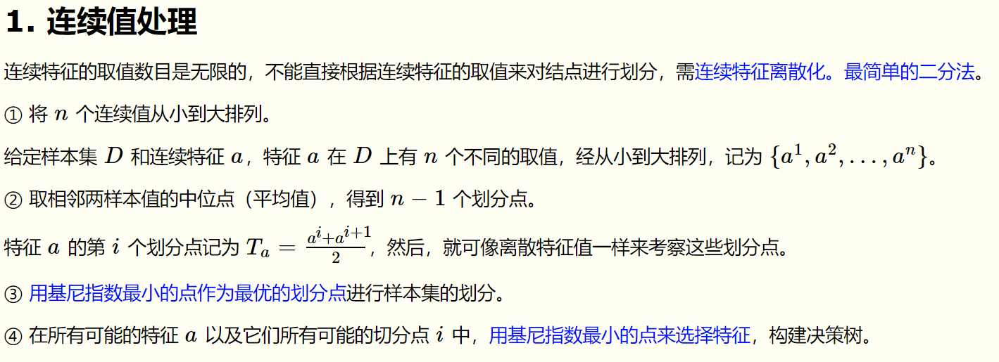 1. 连续值处理
连续特征的取值数目是无限的，不能直接根据连续特征的取值来对结点进行划分，需连续特征离散化。最简单的二分法。
① 将 n 个连续值从小到大排列。
给定样本集 D 和连续特征 a，特征 a 在 D 上有 n 个不同的取值，经从小到大排列，记为 {a^1, a^2, ..., a^n}。
② 取相邻两样本值的中位点（平均值），得到 n − 1 个划分点。
特征 a 的第 i 个划分点记为 T_a = \frac{a^i+a^{i+1}}{2}，然后，就可像离散特征值一样来考察这些划分点。
③ 用基尼指数最小的点作为最优的划分点进行样本集的划分。
④ 在所有可能的特征 a 以及它们所有可能的切分点 i 中，用基尼指数最小的点来选择特征，构建决策树。